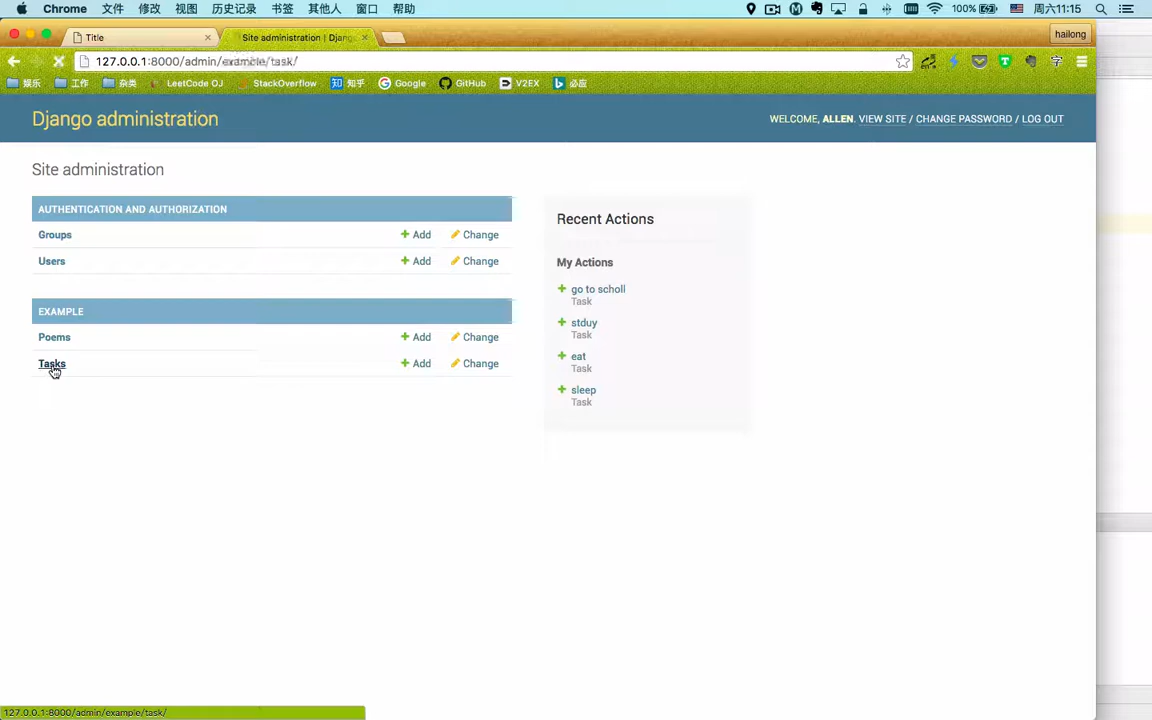 Chrome 文件 修改 视图 历史记录 书签 其他人 窗口 帮助 100% 周六11:15
Title Site administration | Djang hailong
127.0.0.1:8000/admin/example/task/
娱乐 工作 杂类 LeetCode OJ StackOverflow 知 知乎 Google GitHub V2EX 必应
Django administration
WELCOME, ALLEN. VIEW SITE / CHANGE PASSWORD / LOG OUT
Site administration
AUTHENTICATION AND AUTHORIZATION
Groups Add Change
Users Add Change
EXAMPLE
Poems Add Change
Tasks Add Change
Recent Actions
My Actions
go to scholl
Task
stduy
Task
eat
Task
sleep
Task
127.0.0.1:8000/admin/example/task/